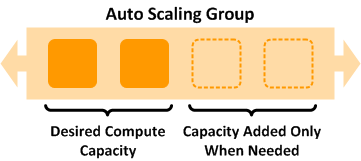 Auto Scaling Group
Desired Compute
Capacity
Capacity Added Only
When Needed